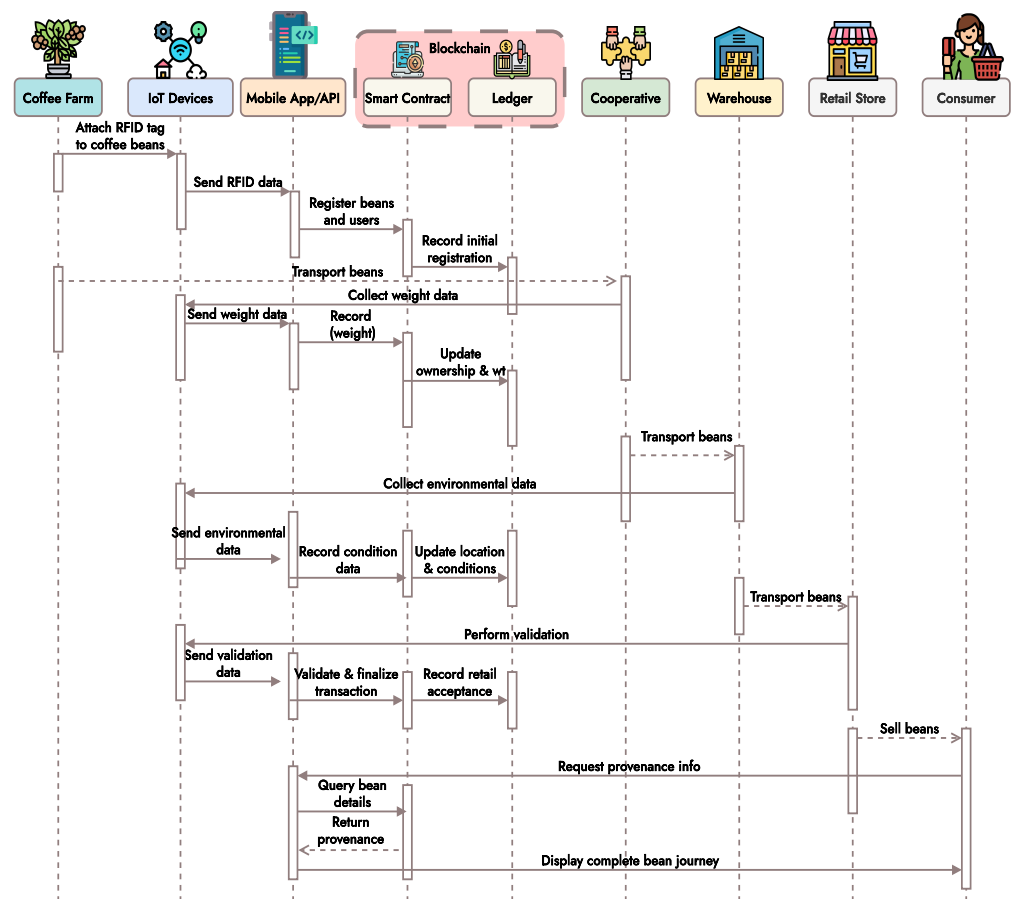 Blockchain
Coffee Farm
IoT Devices
Mobile App/API
Smart Contract
Ledger
Cooperative
Warehouse
Retail Store
Consumer
Attach RFID tag
to coffee beans
Send RFID data
Register beans
and users
Record initial
registration
Transport beans
Collect weight data
Send weight data
Record
(weight)
Update
ownership & wt
Transport beans
Collect environmental data
Send environmental
data
Record condition
data
Update location
& conditions
Transport beans
Perform validation
Send validation
data
Validate & finalize
transaction
Record retail
acceptance
Sell beans
Request provenance info
Query bean
details
Return
provenance
Display complete bean journey